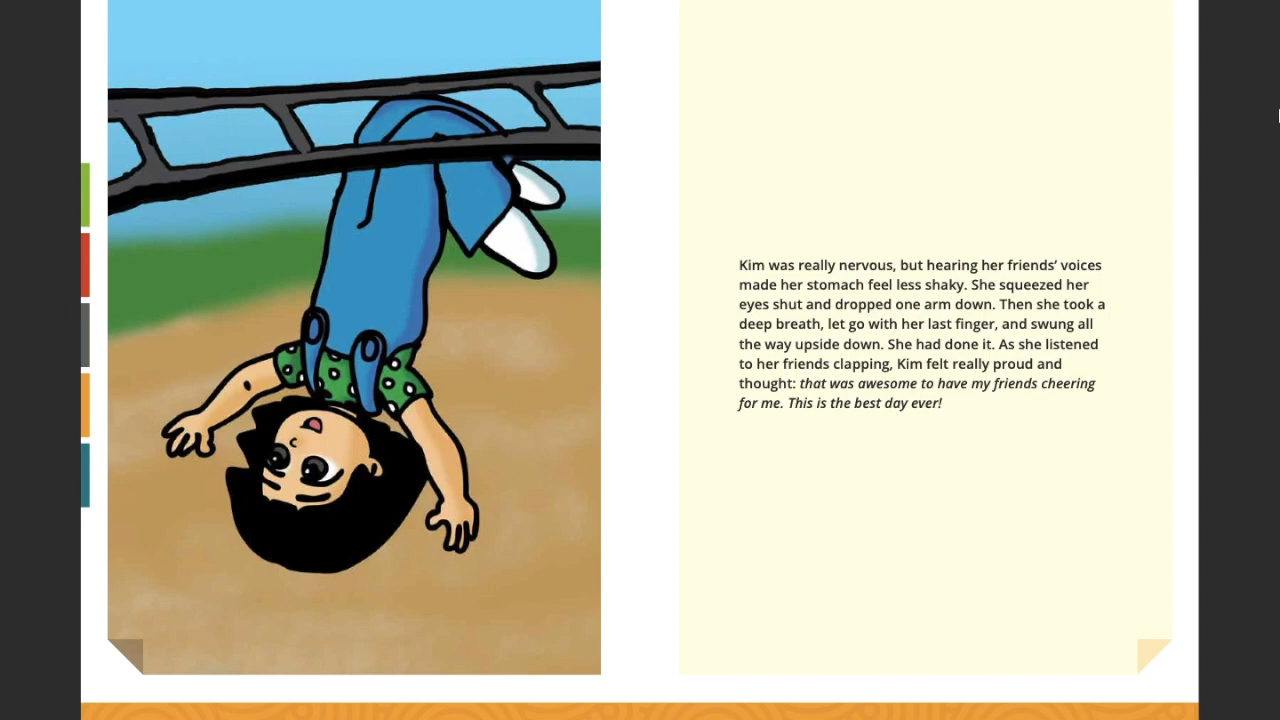 Kim was really nervous, but hearing her friends’ voices
made her stomach feel less shaky. She squeezed her
eyes shut and dropped one arm down. Then she took a
deep breath, let go with her last finger, and swung all
the way upside down. She had done it. As she listened
to her friends clapping, Kim felt really proud and
thought: that was awesome to have my friends cheering
for me. This is the best day ever!